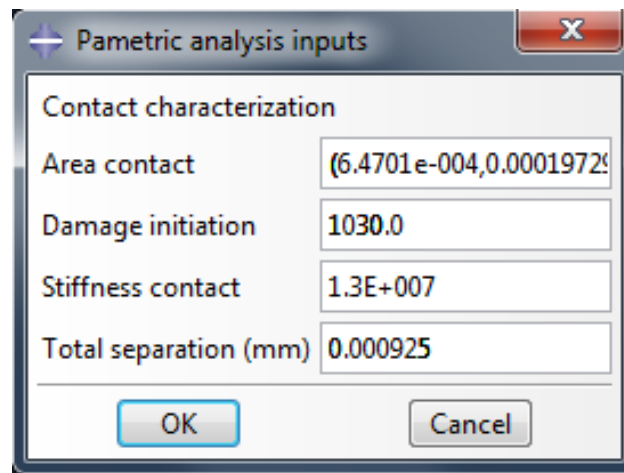 Pametric analysis inputs
Contact characterization
Area contact (6.4701e-004,0.00019729
Damage initiation 1030.0
Stiffness contact 1.3E+007
Total separation (mm) 0.000925
OK Cancel